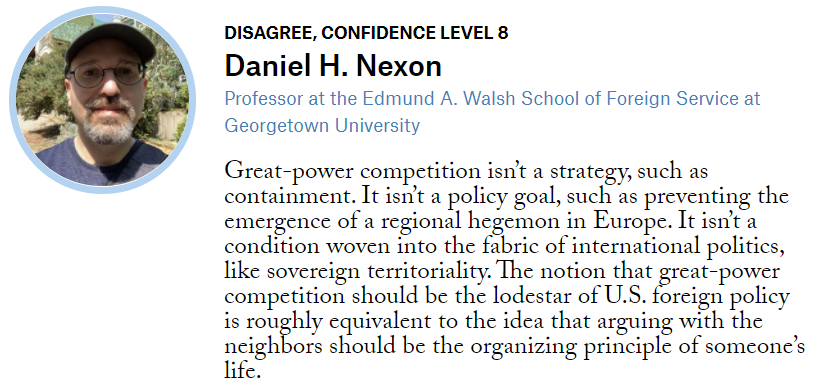 DISAGREE, CONFIDENCE LEVEL 8
Daniel H. Nexon
Professor at the Edmund A. Walsh School of Foreign Service at
Georgetown University
Great-power competition isn’t a strategy, such as
containment. It isn’t a policy goal, such as preventing the
emergence of a regional hegemon in Europe. It isn’t a
condition woven into the fabric of international politics,
like sovereign territoriality. The notion that great-power
competition should be the lodestar of U.S. foreign policy
is roughly equivalent to the idea that arguing with the
neighbors should be the organizing principle of someone’s
life.